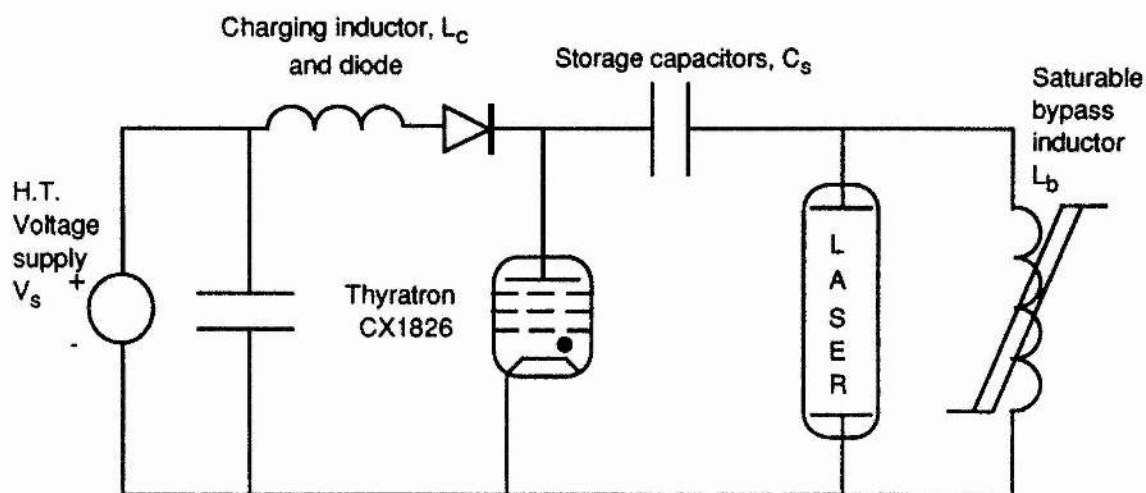 Charging inductor, Lc
and diode
Storage capacitors, Cs
Saturable
bypass
inductor
Lb
H.T.
Voltage
supply
Vs
+
-
Thyratron
CX1826
L
A
S
E
R